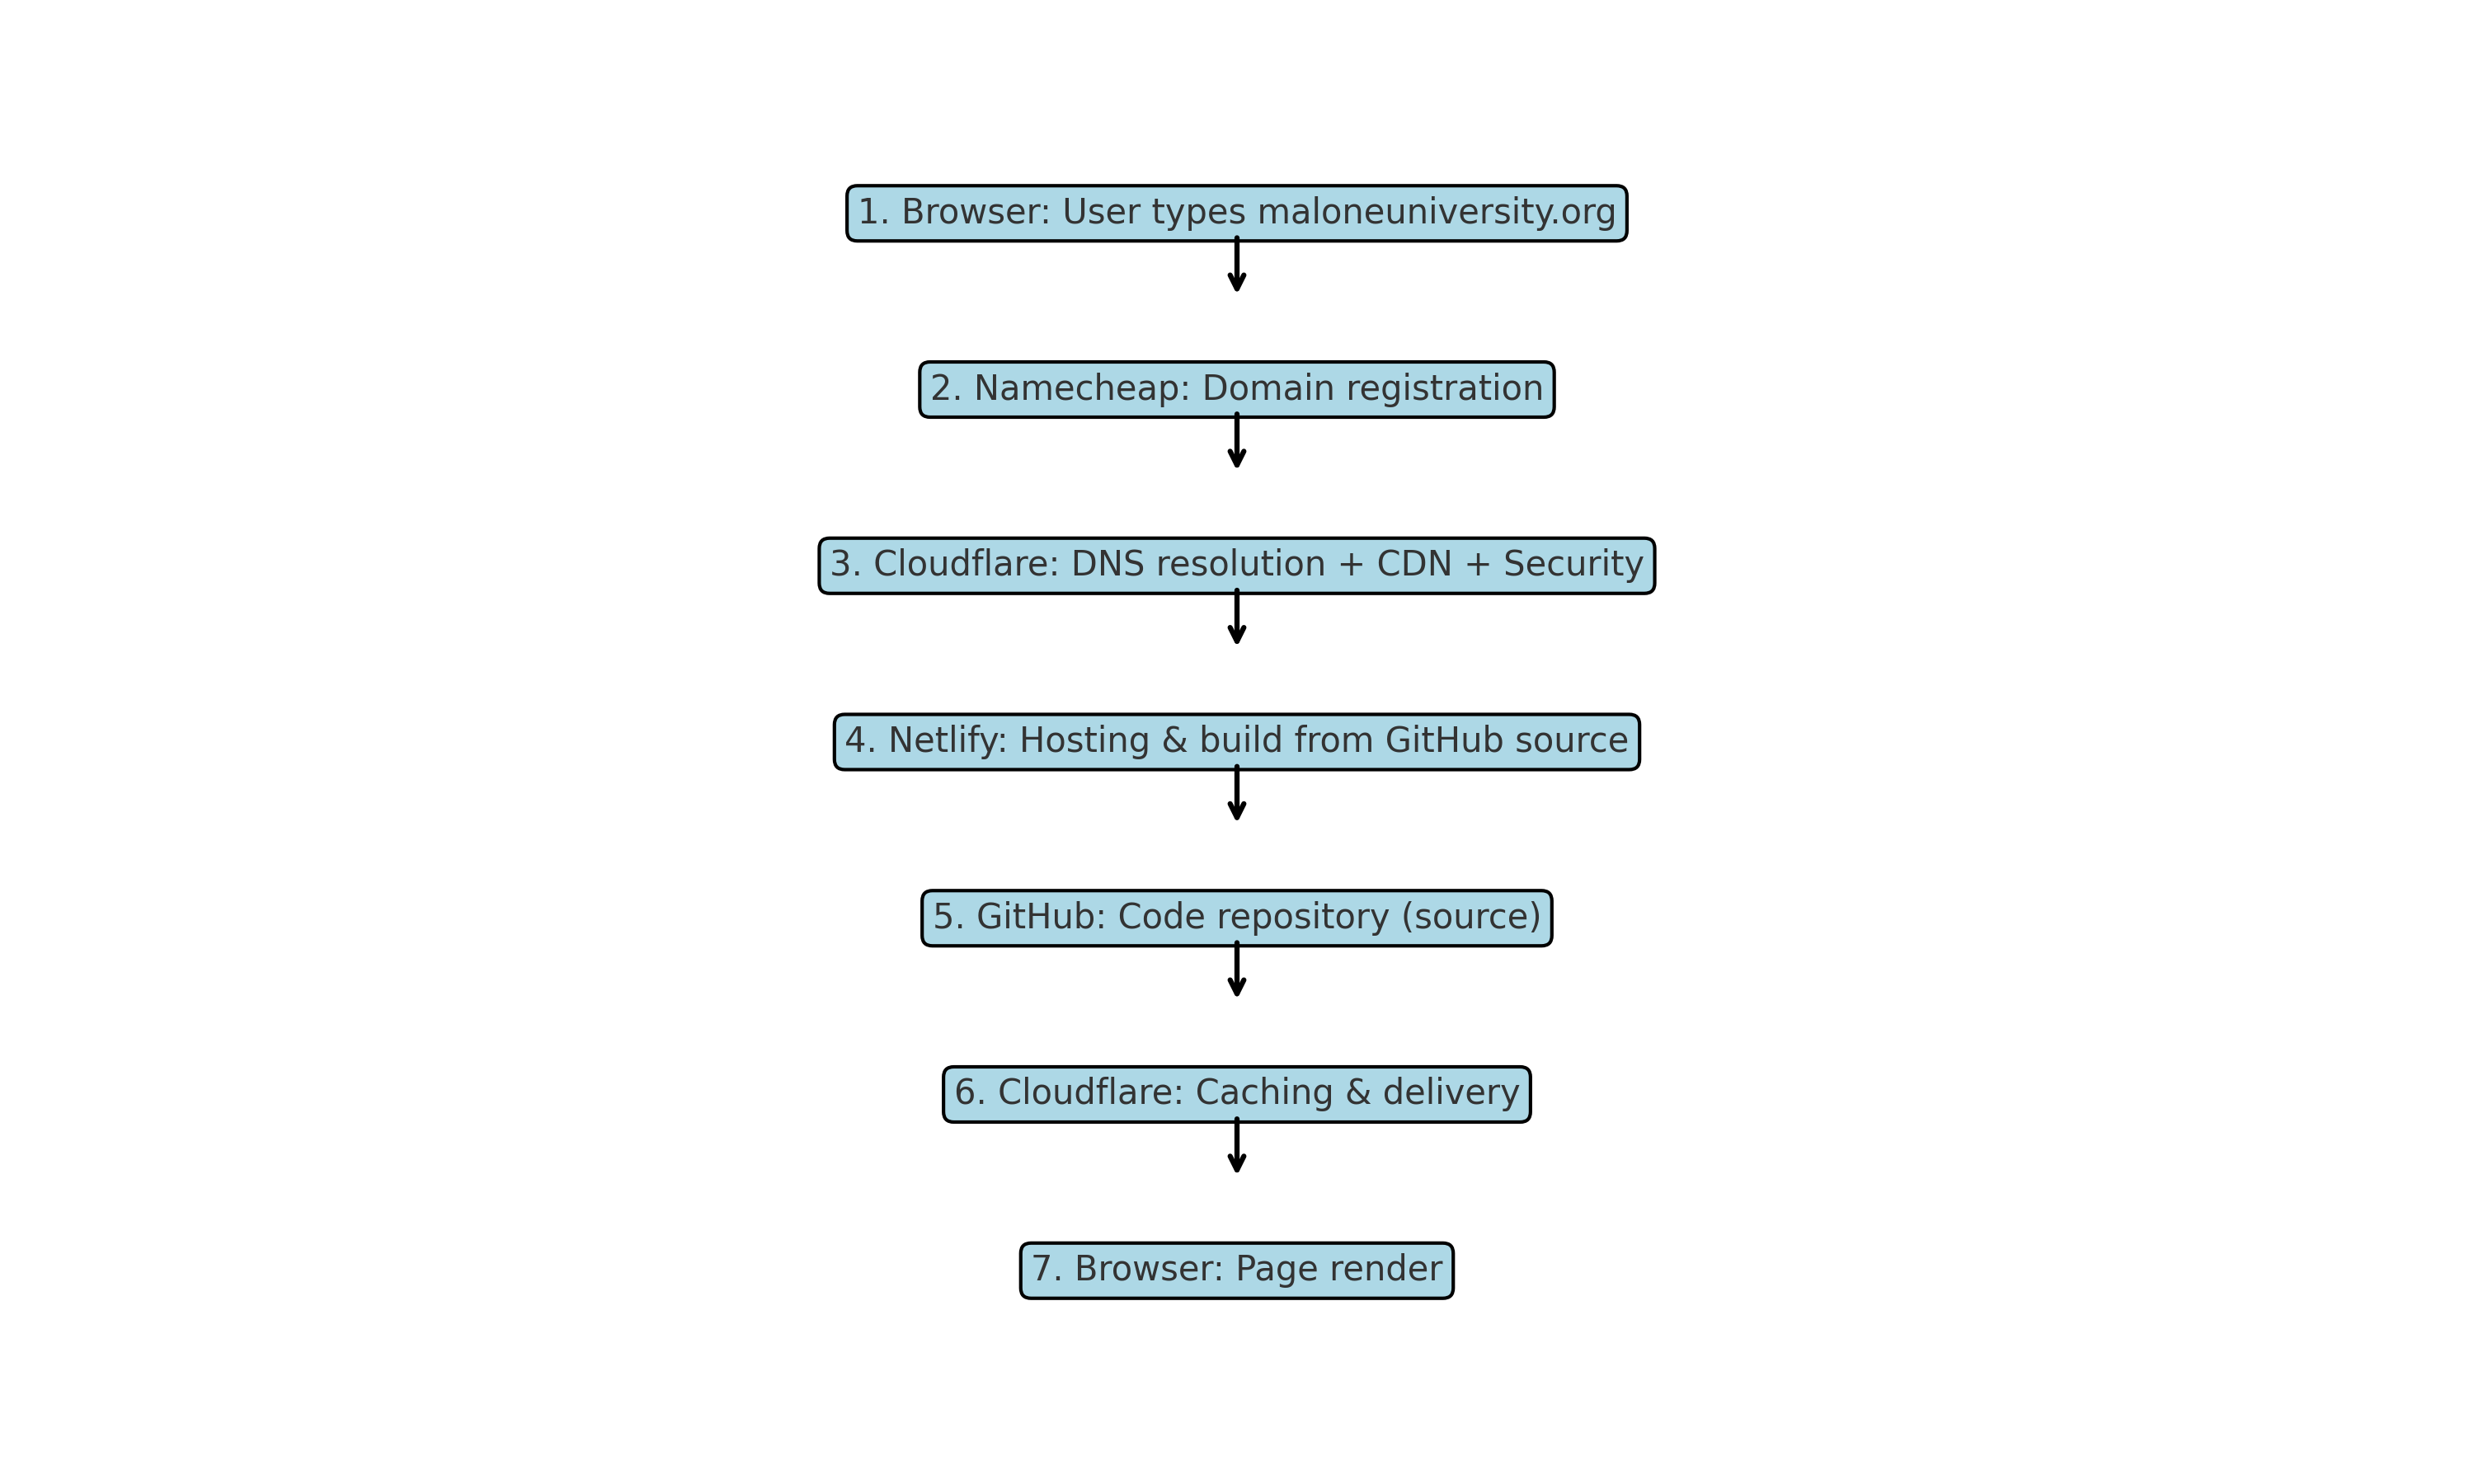 1. Browser: User types maloneuniversity.org
2. Namecheap: Domain registration
3. Cloudflare: DNS resolution + CDN + Security
4. Netlify: Hosting & build from GitHub source
5. GitHub: Code repository (source)
6. Cloudflare: Caching & delivery
7. Browser: Page render